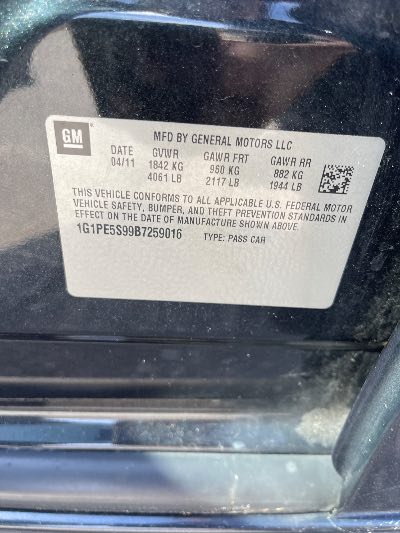 GM
MFD BY GENERAL MOTORS LLC
DATE GVWR GAWR FRT GAWR RR
04/11 1842 KG 960 KG 882 KG
4061 LB 2117 LB 1944 LB
THIS VEHICLE CONFORMS TO ALL APPLICABLE U.S. FEDERAL MOTOR
VEHICLE SAFETY, BUMPER, AND THEFT PREVENTION STANDARDS IN
EFFECT ON THE DATE OF MANUFACTURE SHOWN ABOVE.
1G1PE5S99B7259016 TYPE: PASS CAR